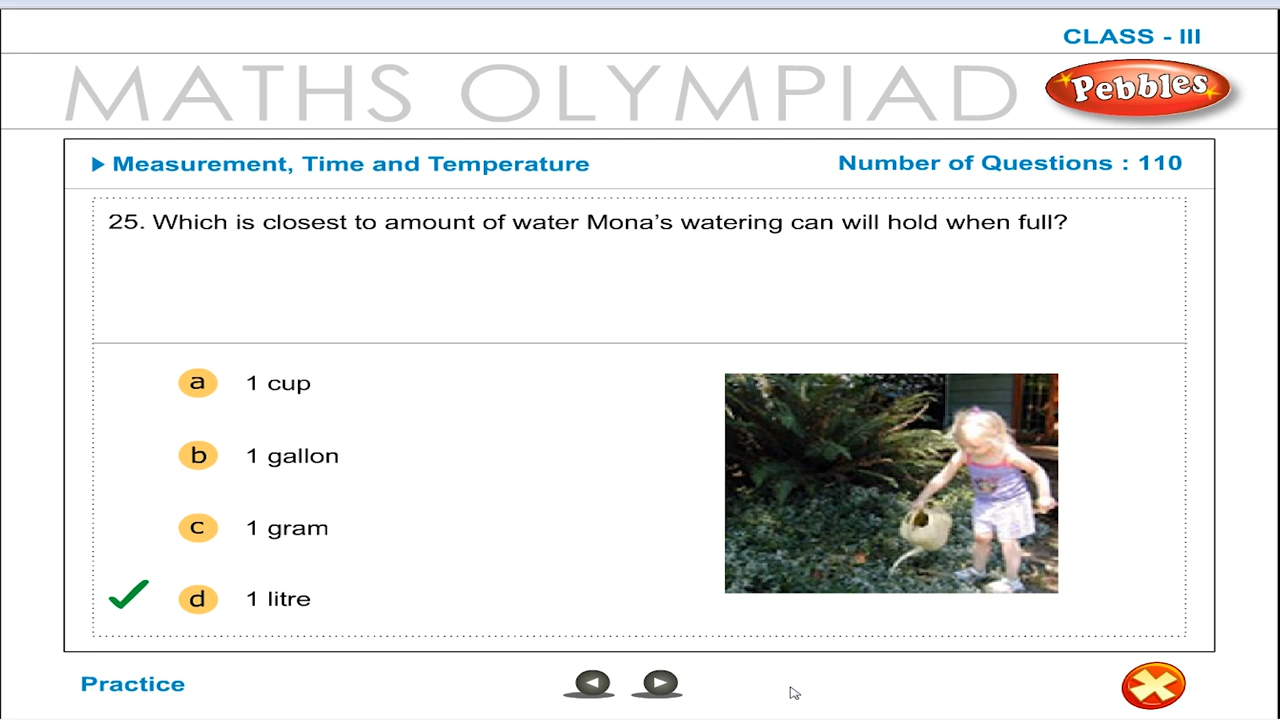 CLASS - III
MATHS OLYMPIAD
Pebbles
Measurement, Time and Temperature
Number of Questions : 110
25. Which is closest to amount of water Mona’s watering can will hold when full?
a 1 cup
b 1 gallon
c 1 gram
d 1 litre
Practice